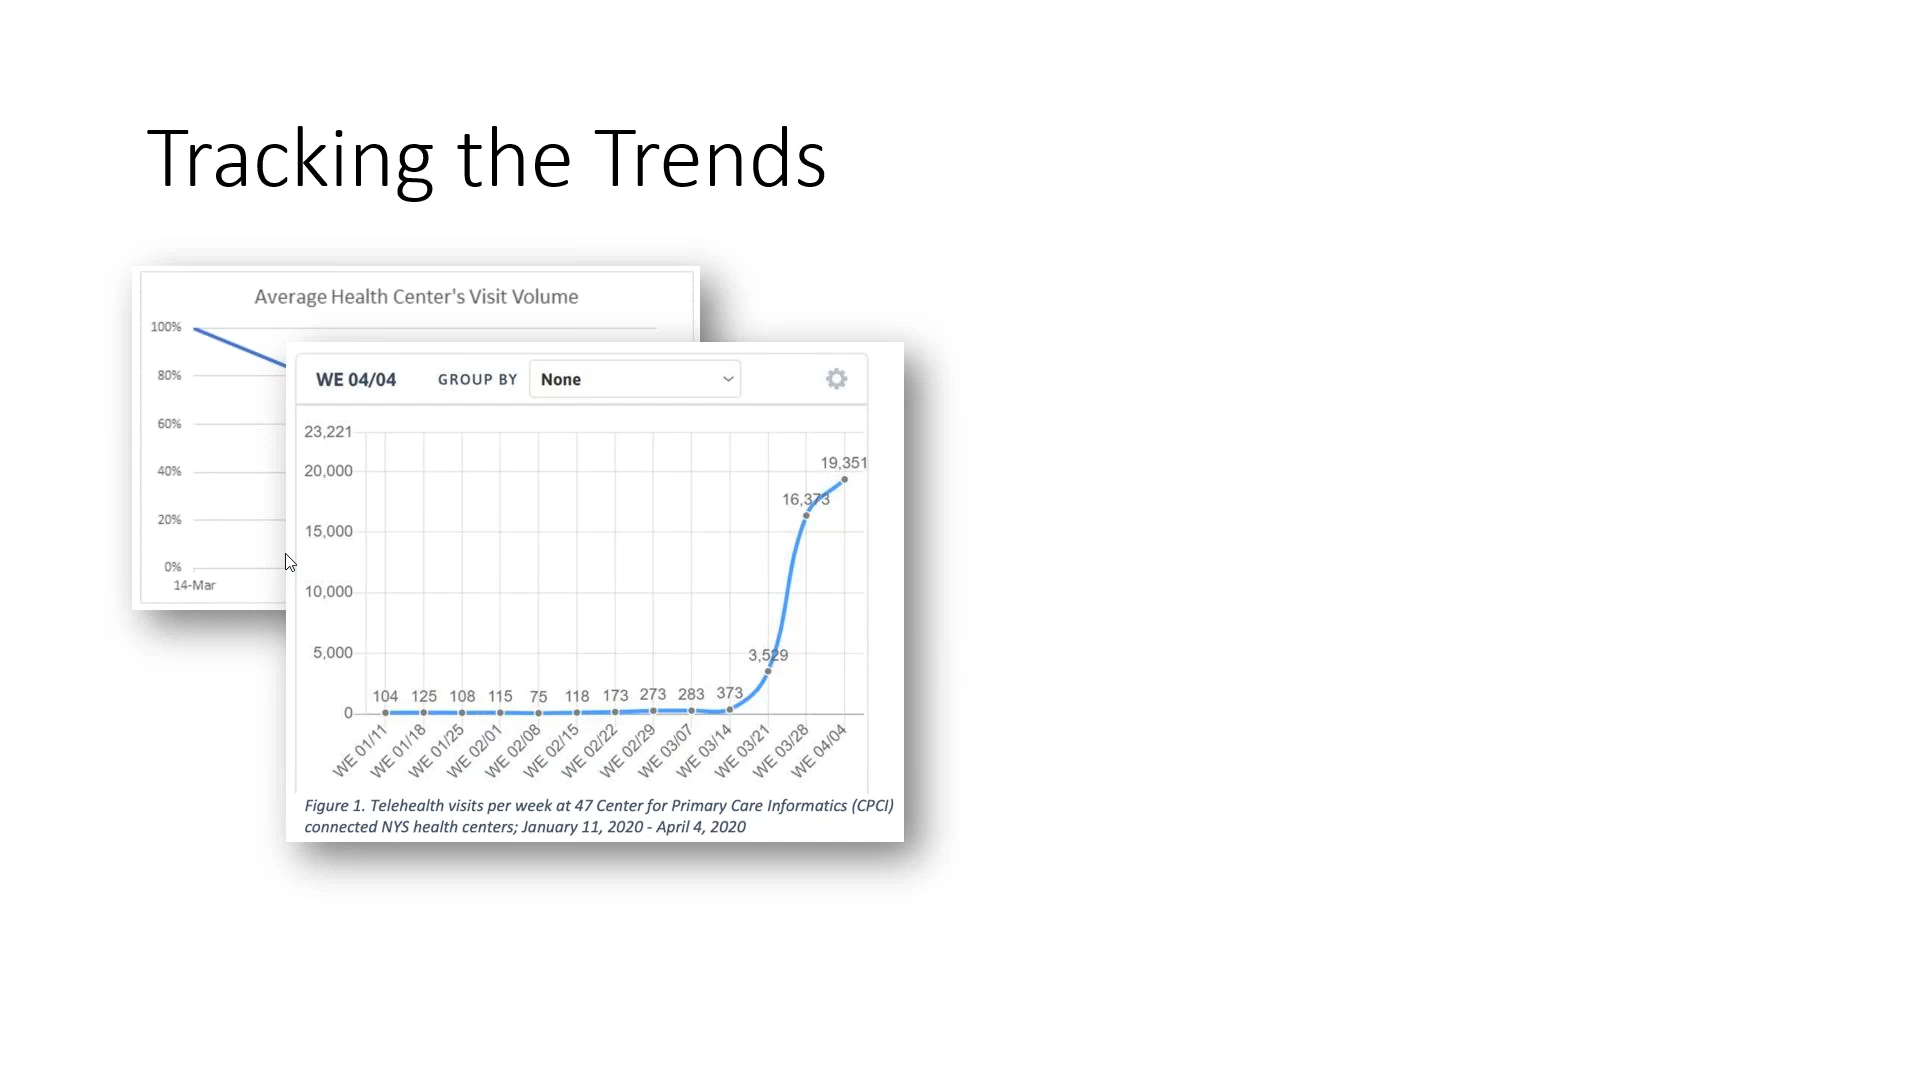 Tracking the Trends
Average Health Center's Visit Volume
100%
80%
60%
40%
20%
0%
14-Mar
WE 04/04 GROUP BY None
23,221
20,000
15,000
10,000
5,000
0
104 125 108 115 75 118 173 273 283 373 3,529 16,373 19,351
WE 01/11 WE 01/18 WE 01/25 WE 02/01 WE 02/08 WE 02/15 WE 02/22 WE 02/29 WE 03/07 WE 03/14 WE 03/21 WE 03/28 WE 04/04
Figure 1. Telehealth visits per week at 47 Center for Primary Care Informatics (CPCI)
connected NYS health centers; January 11, 2020 - April 4, 2020